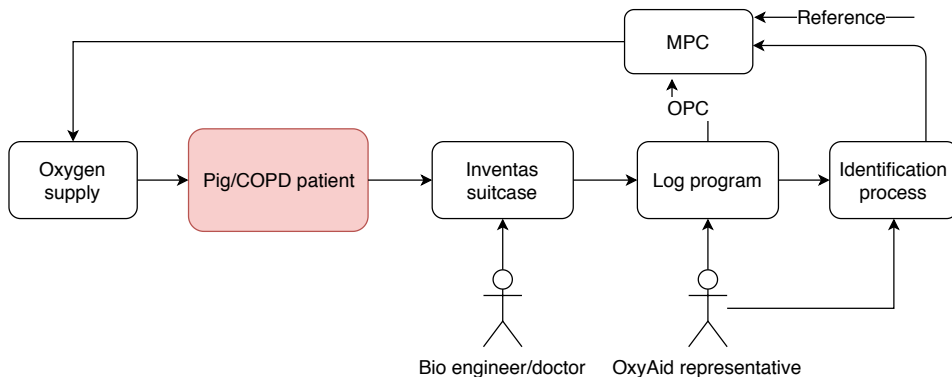 Reference
MPC
OPC
Oxygen
supply
Pig/COPD patient
Inventas
suitcase
Log program
Identification
process
Bio engineer/doctor
OxyAid representative